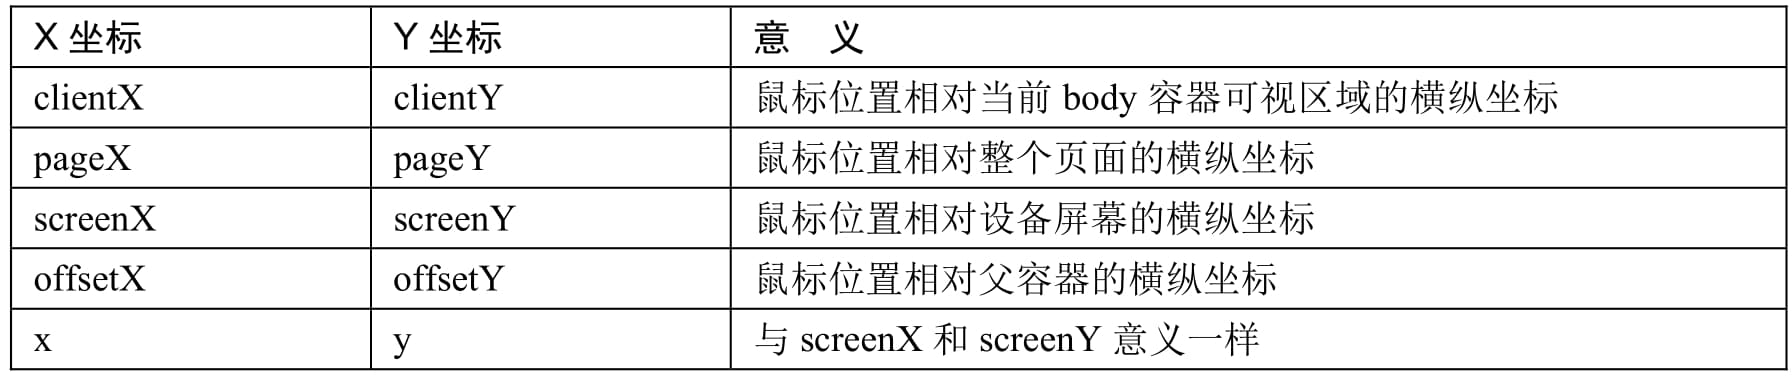 X 坐标 Y 坐标 意 义
clientX clientY 鼠标位置相对当前 body 容器可视区域的横纵坐标
pageX pageY 鼠标位置相对整个页面的横纵坐标
screenX screenY 鼠标位置相对设备屏幕的横纵坐标
offsetX offsetY 鼠标位置相对父容器的横纵坐标
x y 与 screenX 和 screenY 意义一样